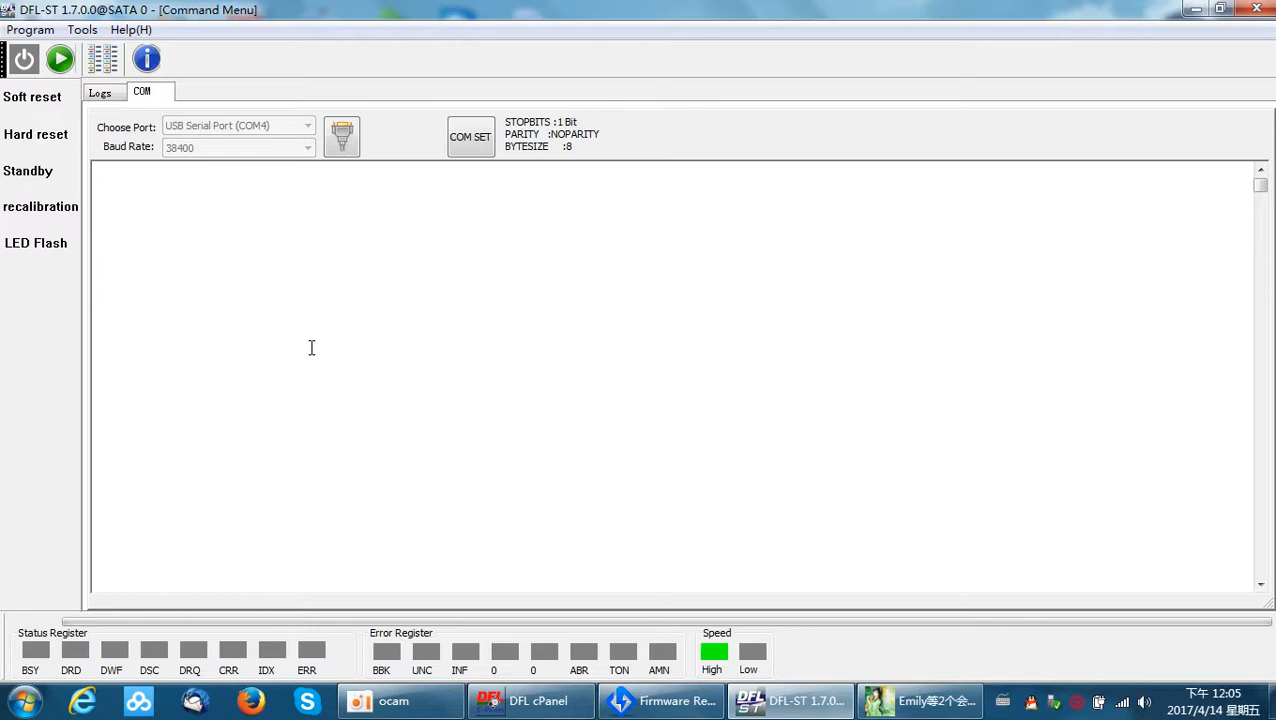 DFL-ST 1.7.0.0@SATA 0 - [Command Menu]
Program Tools Help(H)
Soft reset
Hard reset
Standby
recalibration
LED Flash
Logs COM
Choose Port: USB Serial Port (COM4)
Baud Rate: 38400
COM SET
STOPBITS :1 Bit
PARITY :NOPARITY
BYTESIZE :8
Status Register
BSY DRD DWF DSC DRQ CRR IDX ERR
Error Register
BBK UNC INF 0 0 ABR TON AMN
Speed
High Low
ocam
DFL cPanel
Firmware Re...
DFL-ST 1.7.0...
Emily等2个会...
下午 12:05
2017/4/14 星期五